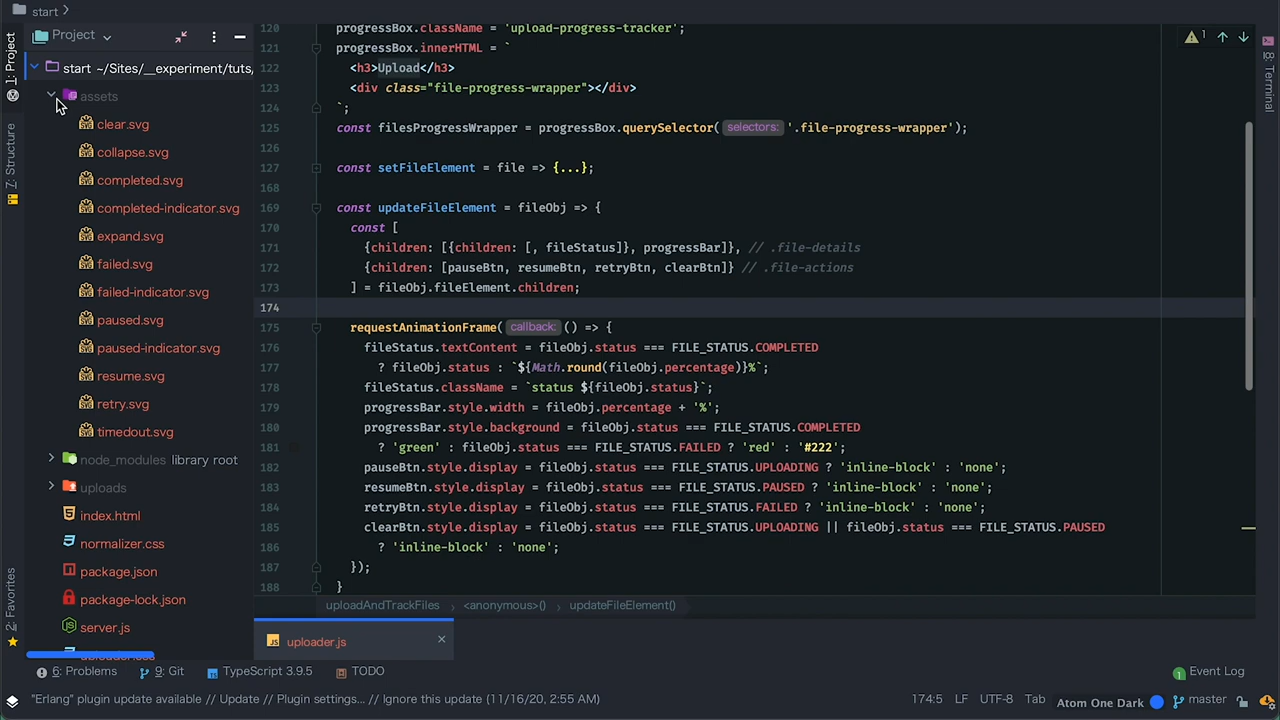 start
1: Project
7: Structure
2: Favorites
Project
start ~/Sites/__experiment/tuts,
assets
clear.svg
collapse.svg
completed.svg
completed-indicator.svg
expand.svg
failed.svg
failed-indicator.svg
paused.svg
paused-indicator.svg
resume.svg
retry.svg
timedout.svg
node_modules library root
uploads
index.html
normalizer.css
package.json
package-lock.json
server.js
uploader.css
120 progressBox.className = 'upload-progress-tracker';
121 progressBox.innerHTML = `
122 <h3>Upload</h3>
123 <div class="file-progress-wrapper"></div>
124 `;
125 const filesProgressWrapper = progressBox.querySelector( selectors: '.file-progress-wrapper');
126
127 const setFileElement = file => {...};
168
169 const updateFileElement = fileObj => {
170 const [
171 {children: [{children: [, fileStatus]}, progressBar]}, // .file-details
172 {children: [pauseBtn, resumeBtn, retryBtn, clearBtn]} // .file-actions
173 ] = fileObj.fileElement.children;
174
175 requestAnimationFrame( callback: () => {
176 fileStatus.textContent = fileObj.status === FILE_STATUS.COMPLETED
177 ? fileObj.status : `${Math.round(fileObj.percentage)}%`;
178 fileStatus.className = `status ${fileObj.status}`;
179 progressBar.style.width = fileObj.percentage + '%';
180 progressBar.style.background = fileObj.status === FILE_STATUS.COMPLETED
181 ? 'green' : fileObj.status === FILE_STATUS.FAILED ? 'red' : '#222';
182 pauseBtn.style.display = fileObj.status === FILE_STATUS.UPLOADING ? 'inline-block' : 'none';
183 resumeBtn.style.display = fileObj.status === FILE_STATUS.PAUSED ? 'inline-block' : 'none';
184 retryBtn.style.display = fileObj.status === FILE_STATUS.FAILED ? 'inline-block' : 'none';
185 clearBtn.style.display = fileObj.status === FILE_STATUS.UPLOADING || fileObj.status === FILE_STATUS.PAUSED
186 ? 'inline-block' : 'none';
187 });
188 }
1
8: Terminal
uploadAndTrackFiles <anonymous>() updateFileElement()
uploader.js
6: Problems 9: Git TypeScript 3.9.5 TODO 1 Event Log
"Erlang" plugin update available // Update // Plugin settings... // Ignore this update (11/16/20, 2:55 AM) 174:5 LF UTF-8 Tab Atom One Dark master